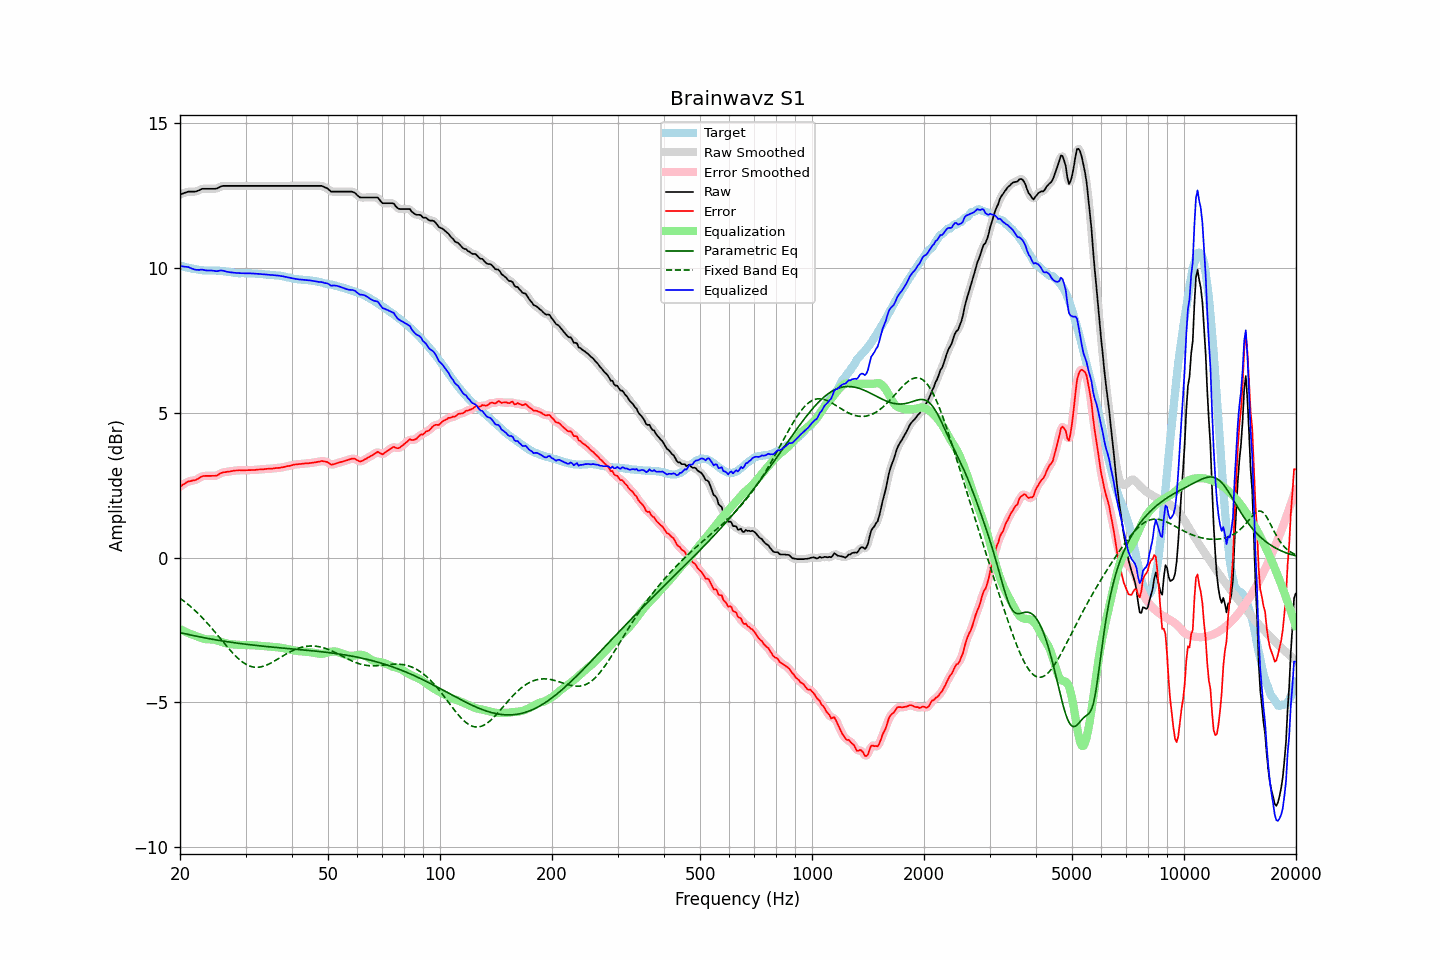 Brainwavz S1
Amplitude (dBr)
15
10
5
0
−5
−10
Target
Raw Smoothed
Error Smoothed
Raw
Error
Equalization
Parametric Eq
Fixed Band Eq
Equalized
20
50
100
200
500
1000
2000
5000
10000
20000
Frequency (Hz)